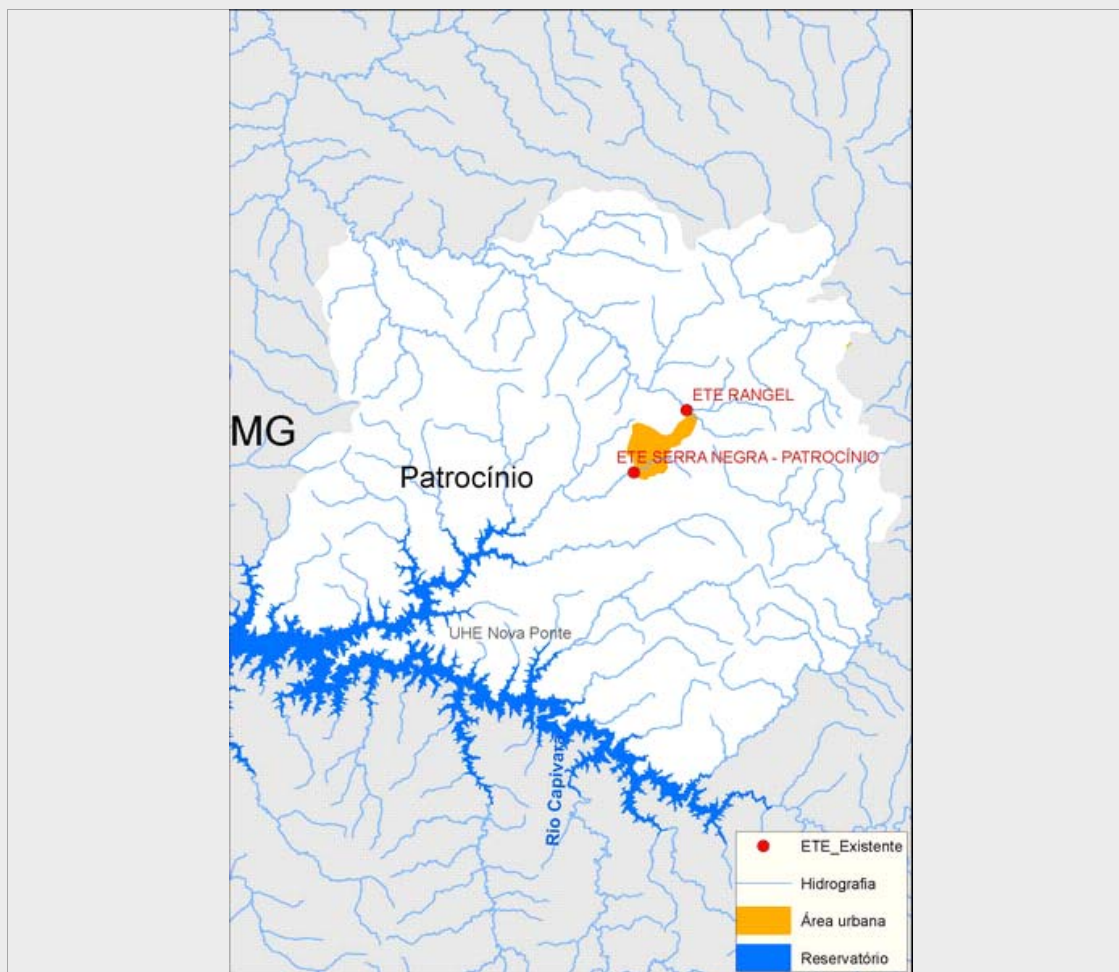 ETE RANGEL
MG
ETE SERRA NEGRA - PATROCÍNIO
Patrocínio
UHE Nova Ponte
Rio Capivara
ETE_Existente
Hidrografia
Área urbana
Reservatório